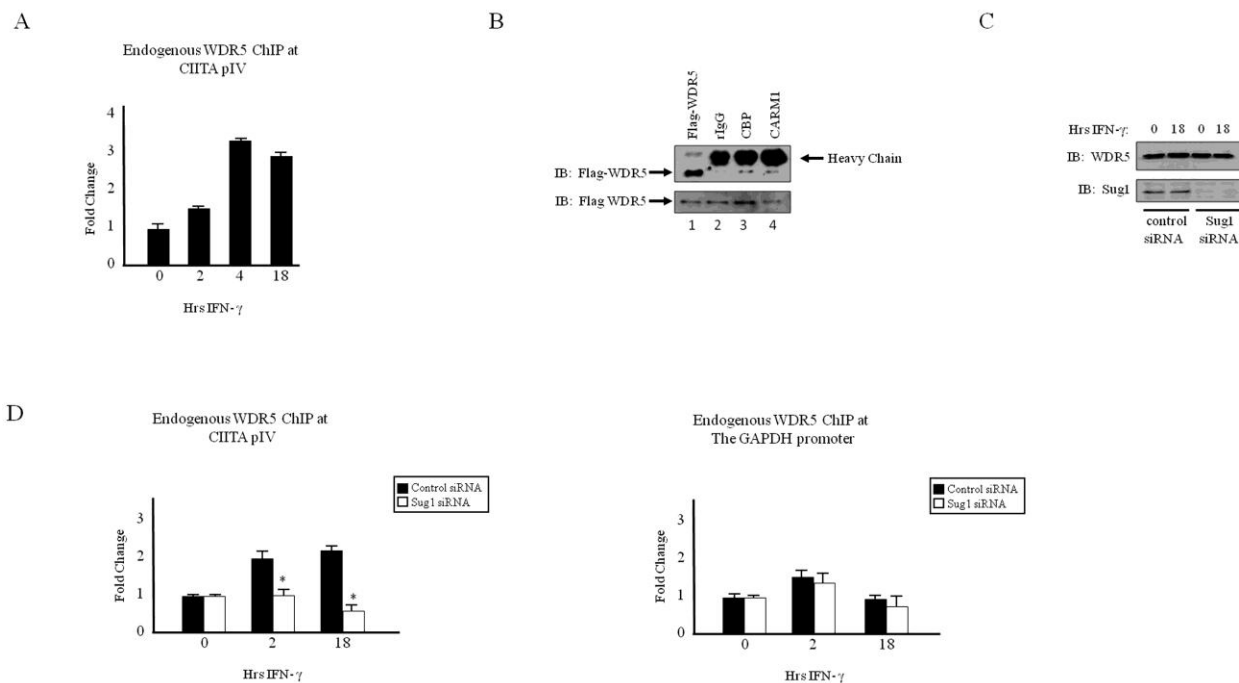 A
Endogenous WDR5 ChIP at
CIITA pIV
Fold Change
4
3
2
1
0
0 2 4 18
Hrs IFN-γ
B
Flag-WDR5
rIgG
CBP
CARM1
Heavy Chain
IB: Flag-WDR5
IB: Flag WDR5
1 2 3 4
C
Hrs IFN-γ: 0 18 0 18
IB: WDR5
IB: Sug1
control siRNA
Sug1 siRNA
D
Endogenous WDR5 ChIP at
CIITA pIV
Control siRNA
Sug1 siRNA
Fold Change
3
2
1
0
* *
0 2 18
Hrs IFN-γ
Endogenous WDR5 ChIP at
The GAPDH promoter
Control siRNA
Sug1 siRNA
Fold Change
3
2
1
0
0 2 18
Hrs IFN-γ